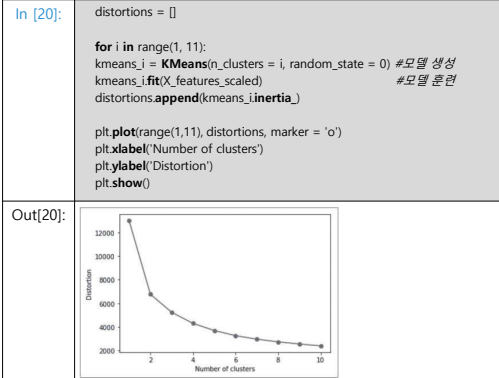 In [20]:
distortions = []
for i in range(1, 11):
kmeans_i = KMeans(n_clusters = i, random_state = 0) #모델 생성
kmeans_i.fit(X_features_scaled) #모델 훈련
distortions.append(kmeans_i.inertia_)
plt.plot(range(1,11), distortions, marker = 'o')
plt.xlabel('Number of clusters')
plt.ylabel('Distortion')
plt.show()
Out[20]:
12000
10000
8000
6000
4000
2000
Distortion
2 4 6 8 10
Number of clusters